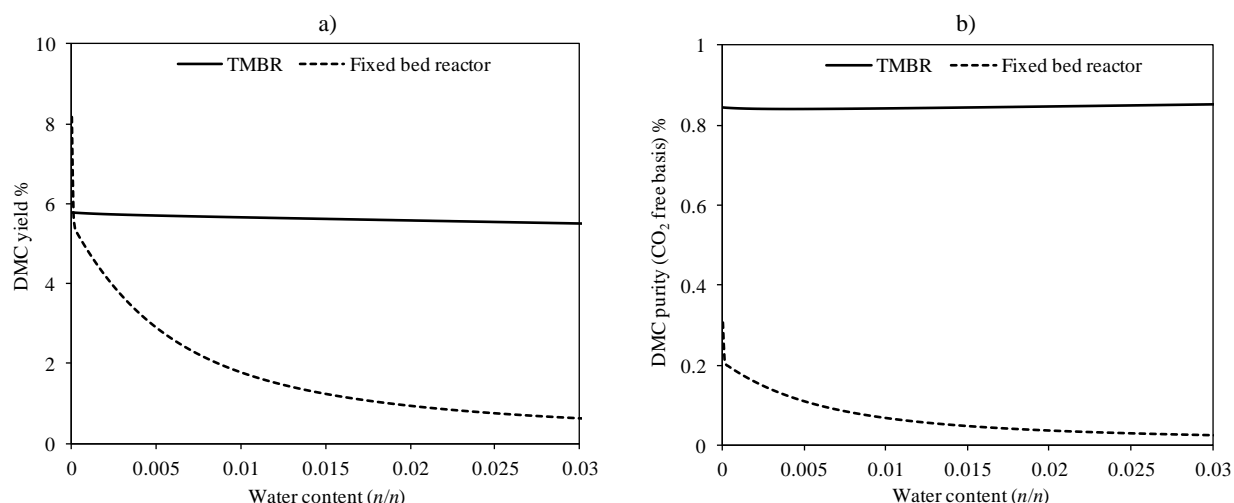 a)
DMC yield %
10
8
6
4
2
0
TMBR Fixed bed reactor
0 0.005 0.01 0.015 0.02 0.025 0.03
Water content (n/n)
b)
DMC purity (CO₂ free basis) %
1
0.8
0.6
0.4
0.2
0
TMBR Fixed bed reactor
0 0.005 0.01 0.015 0.02 0.025 0.03
Water content (n/n)